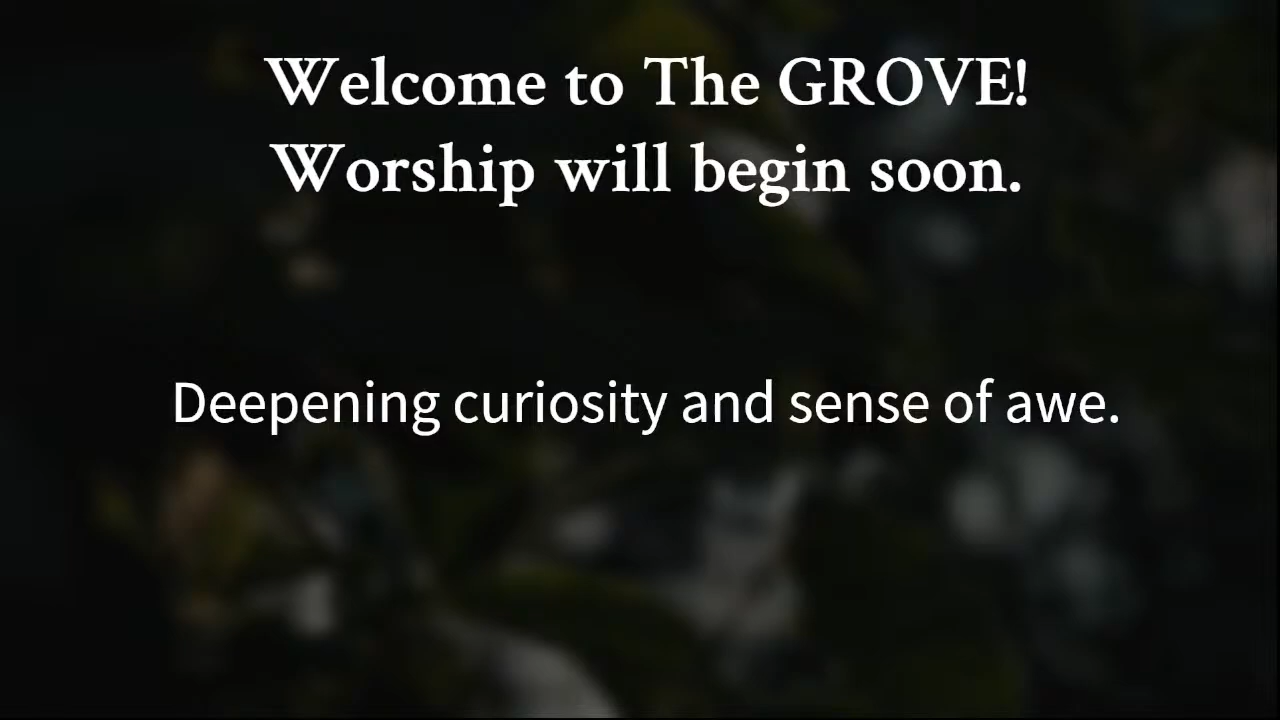 Welcome to The GROVE!
Worship will begin soon.
Deepening curiosity and sense of awe.